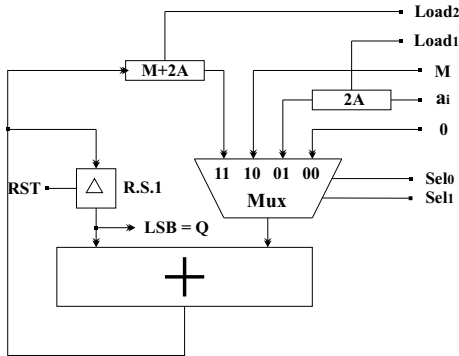 Load2
Load1
M+2A
M
2A
ai
0
11 10 01 00
RST
R.S.1
Mux
Sel0
Sel1
LSB = Q
+